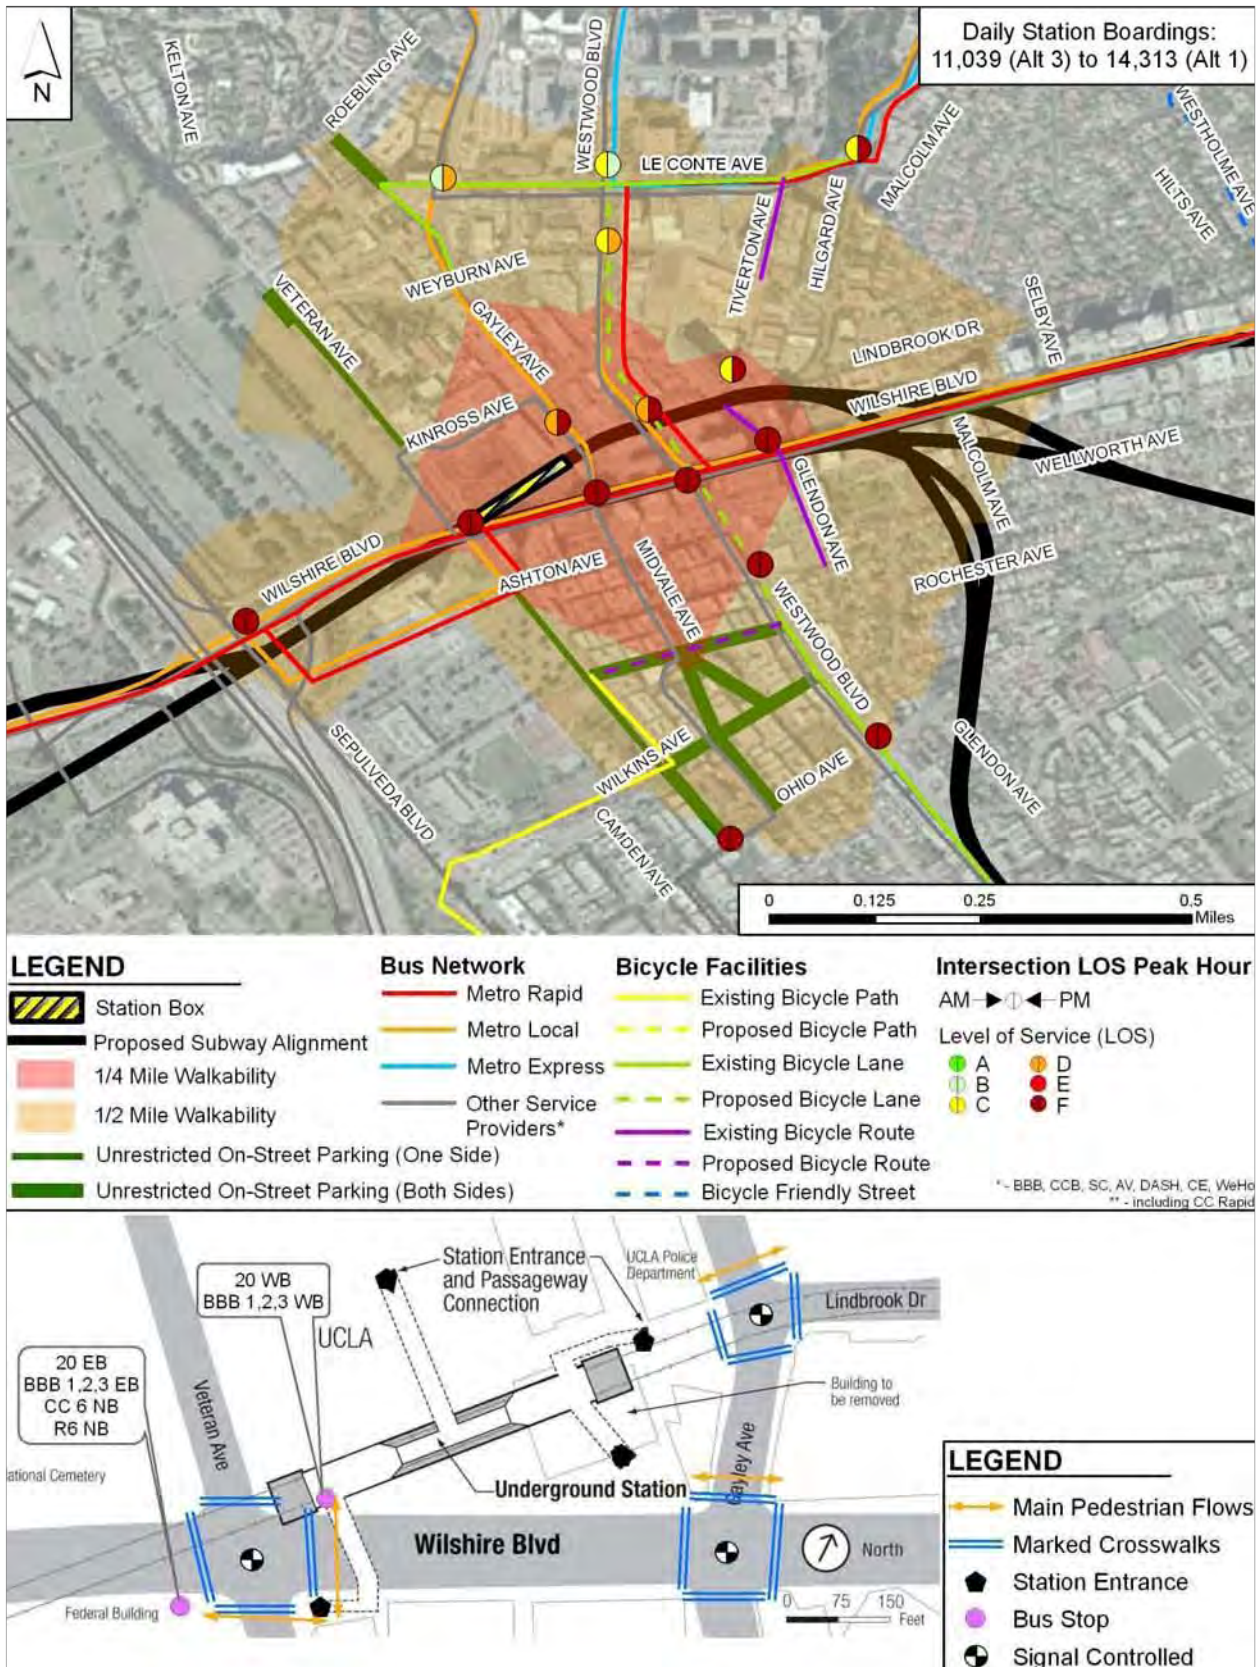 Daily Station Boardings:
11,039 (Alt 3) to 14,313 (Alt 1)
N
KELTON AVE
ROEBLING AVE
WESTWOOD BLVD
LE CONTE AVE
MALCOLM AVE
WESTHOLME AVE
HILTS AVE
TIVERTON AVE
HILGARD AVE
WEYBURN AVE
VETERAN AVE
GAYLEY AVE
SELBY AVE
LINDBROOK DR
WILSHIRE BLVD
KINROSS AVE
MALCOLM AVE
WELLWORTH AVE
GLENDON AVE
WILSHIRE BLVD
ASHTON AVE
MIDVALE AVE
ROCHESTER AVE
WESTWOOD BLVD
SEPULVEDA BLVD
WILKINS AVE
OHIO AVE
GLENDON AVE
CAMDEN AVE
0 0.125 0.25 0.5
Miles
LEGEND
Station Box
Proposed Subway Alignment
1/4 Mile Walkability
1/2 Mile Walkability
Unrestricted On-Street Parking (One Side)
Unrestricted On-Street Parking (Both Sides)
Bus Network
Metro Rapid
Metro Local
Metro Express
Other Service
Providers*
Bicycle Facilities
Existing Bicycle Path
Proposed Bicycle Path
Existing Bicycle Lane
Proposed Bicycle Lane
Existing Bicycle Route
Proposed Bicycle Route
Bicycle Friendly Street
Intersection LOS Peak Hour
AM PM
Level of Service (LOS)
A D
B E
C F
* - BBB, CCB, SC, AV, DASH, CE, WeHo
** - including CC Rapid
20 WB
BBB 1,2,3 WB
UCLA
Station Entrance
and Passageway
Connection
UCLA Police
Department
Lindbrook Dr
20 EB
BBB 1,2,3 EB
CC 6 NB
R6 NB
Veteran Ave
Building to
be removed
ational Cemetery
Gayley Ave
Underground Station
Wilshire Blvd
North
Federal Building
0 75 150
Feet
LEGEND
Main Pedestrian Flows
Marked Crosswalks
Station Entrance
Bus Stop
Signal Controlled